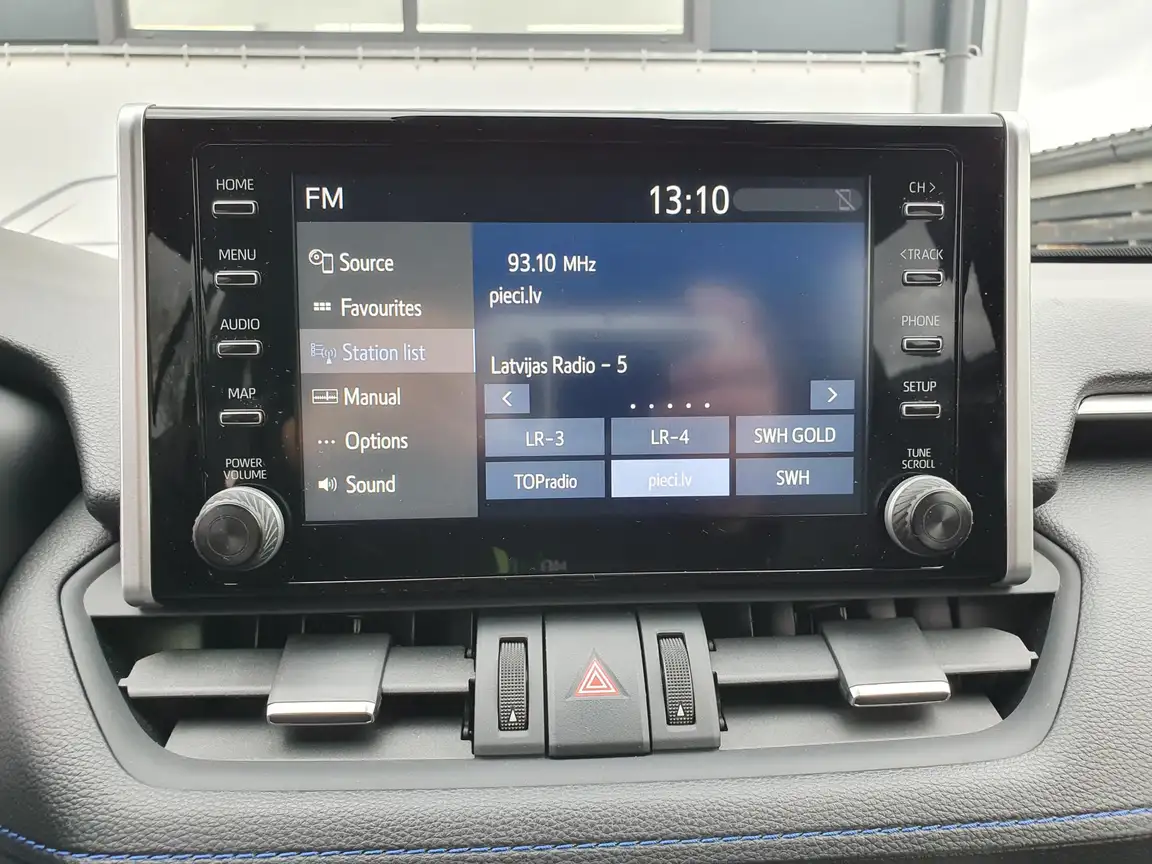 HOME
MENU
AUDIO
MAP
POWER
VOLUME
FM
13:10
Source
Favourites
Station list
Manual
Options
Sound
93.10 MHz
pieci.lv
Latvijas Radio - 5
< >
LR-3 LR-4 SWH GOLD
TOPradio pieci.lv SWH
CH >
< TRACK
PHONE
SETUP
TUNE
SCROLL